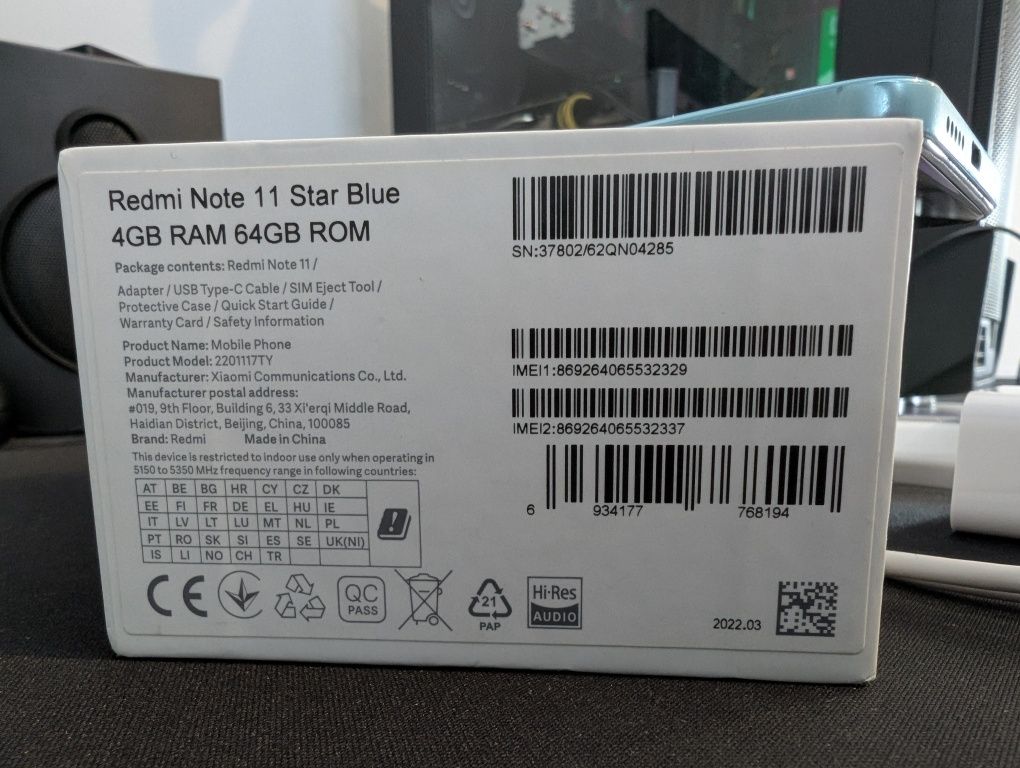 Redmi Note 11 Star Blue
4GB RAM 64GB ROM
Package contents: Redmi Note 11 /
Adapter / USB Type-C Cable / SIM Eject Tool /
Protective Case / Quick Start Guide /
Warranty Card / Safety Information
Product Name: Mobile Phone
Product Model: 2201117TY
Manufacturer: Xiaomi Communications Co., Ltd.
Manufacturer postal address:
#019, 9th Floor, Building 6, 33 Xi'erqi Middle Road,
Haidian District, Beijing, China, 100085
Brand: Redmi Made in China
This device is restricted to indoor use only when operating in
5150 to 5350 MHz frequency range in following countries:
AT BE BG HR CY CZ DK
EE FI FR DE EL HU IE
IT LV LT LU MT NL PL
PT RO SK SI ES SE UK(NI)
IS LI NO CH TR
CE
QC
PASS
21
PAP
Hi-Res
AUDIO
SN:37802/62QN04285
IMEI1:869264065532329
IMEI2:869264065532337
6 934177 768194
2022.03